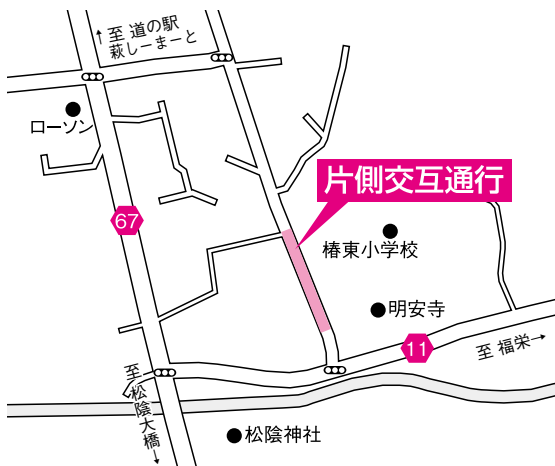 ↑至 道の駅
萩しーまーと
ローソン
片側交互通行
67
椿東小学校
明安寺
11
至 福栄→
至 松陰大橋→
松陰神社